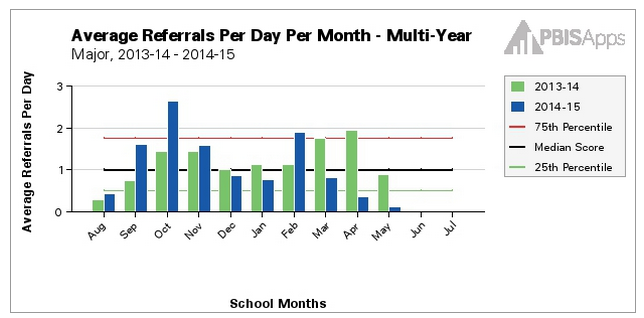 Average Referrals Per Day Per Month - Multi-Year
Major, 2013-14 - 2014-15
PBISApps
Average Referrals Per Day
3
2
1
0
Aug
Sep
Oct
Nov
Dec
Jan
Feb
Mar
Apr
May
Jun
Jul
School Months
2013-14
2014-15
75th Percentile
Median Score
25th Percentile